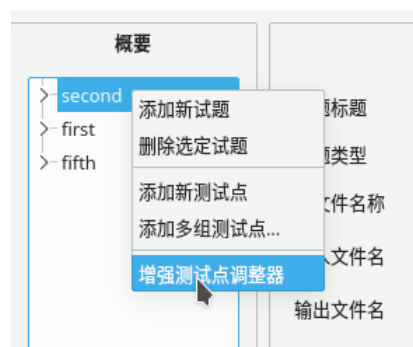 概要
second
first
fifth
添加新试题
删除选定试题
添加新测试点
添加多组测试点...
增强测试点调整器
题标题
题类型
文件名称
入文件名
输出文件名